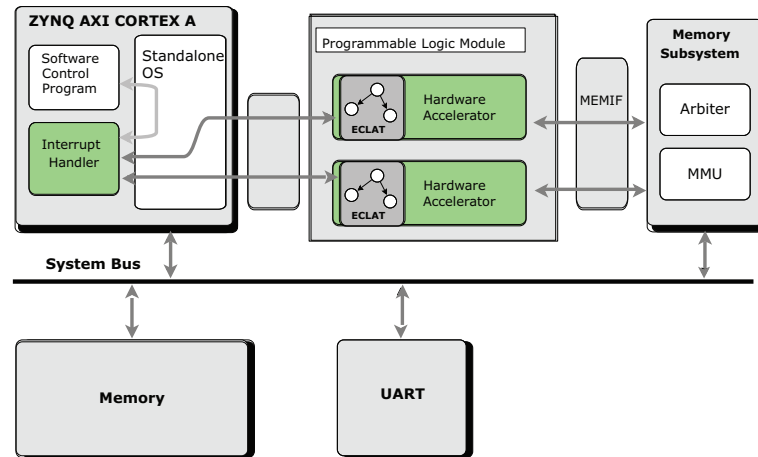 ZYNQ AXI CORTEX A
Software
Control
Program
Standalone
OS
Interrupt
Handler
Programmable Logic Module
ECLAT
Hardware
Accelerator
ECLAT
Hardware
Accelerator
MEMIF
Memory
Subsystem
Arbiter
MMU
System Bus
Memory
UART